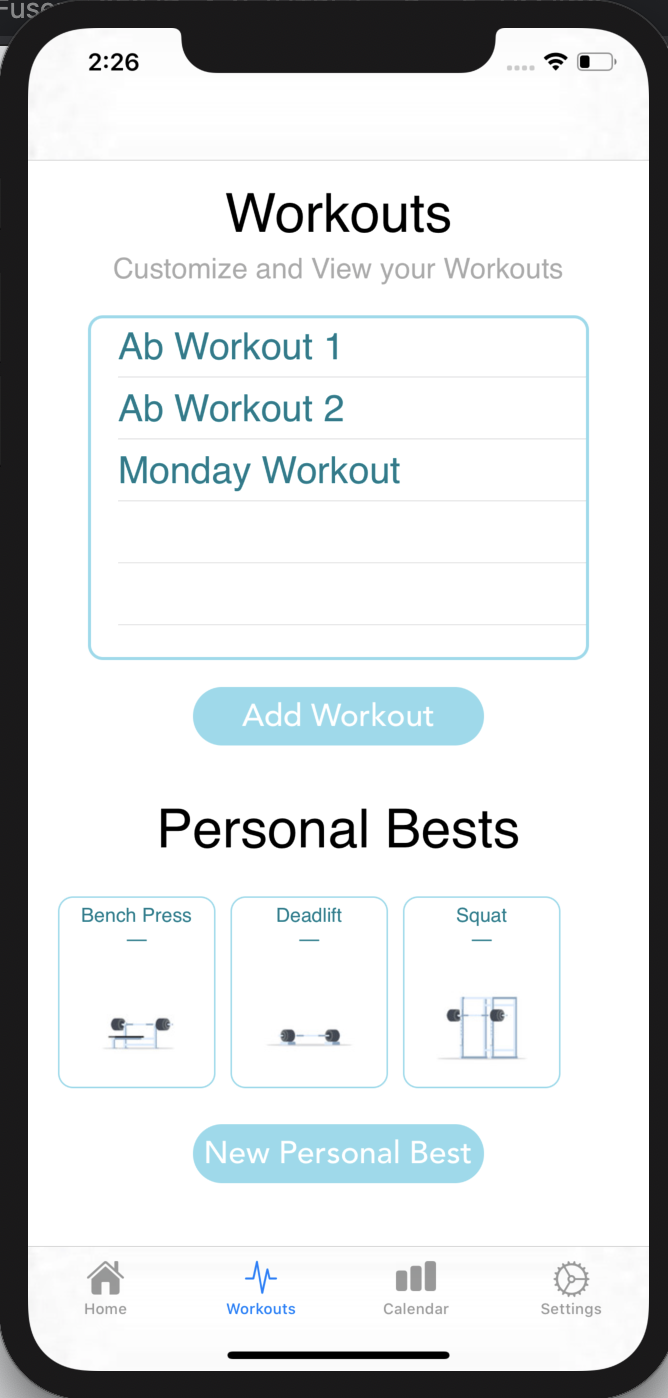 2:26
Workouts
Customize and View your Workouts
Ab Workout 1
Ab Workout 2
Monday Workout
Add Workout
Personal Bests
Bench Press
—
Deadlift
—
Squat
—
New Personal Best
Home
Workouts
Calendar
Settings